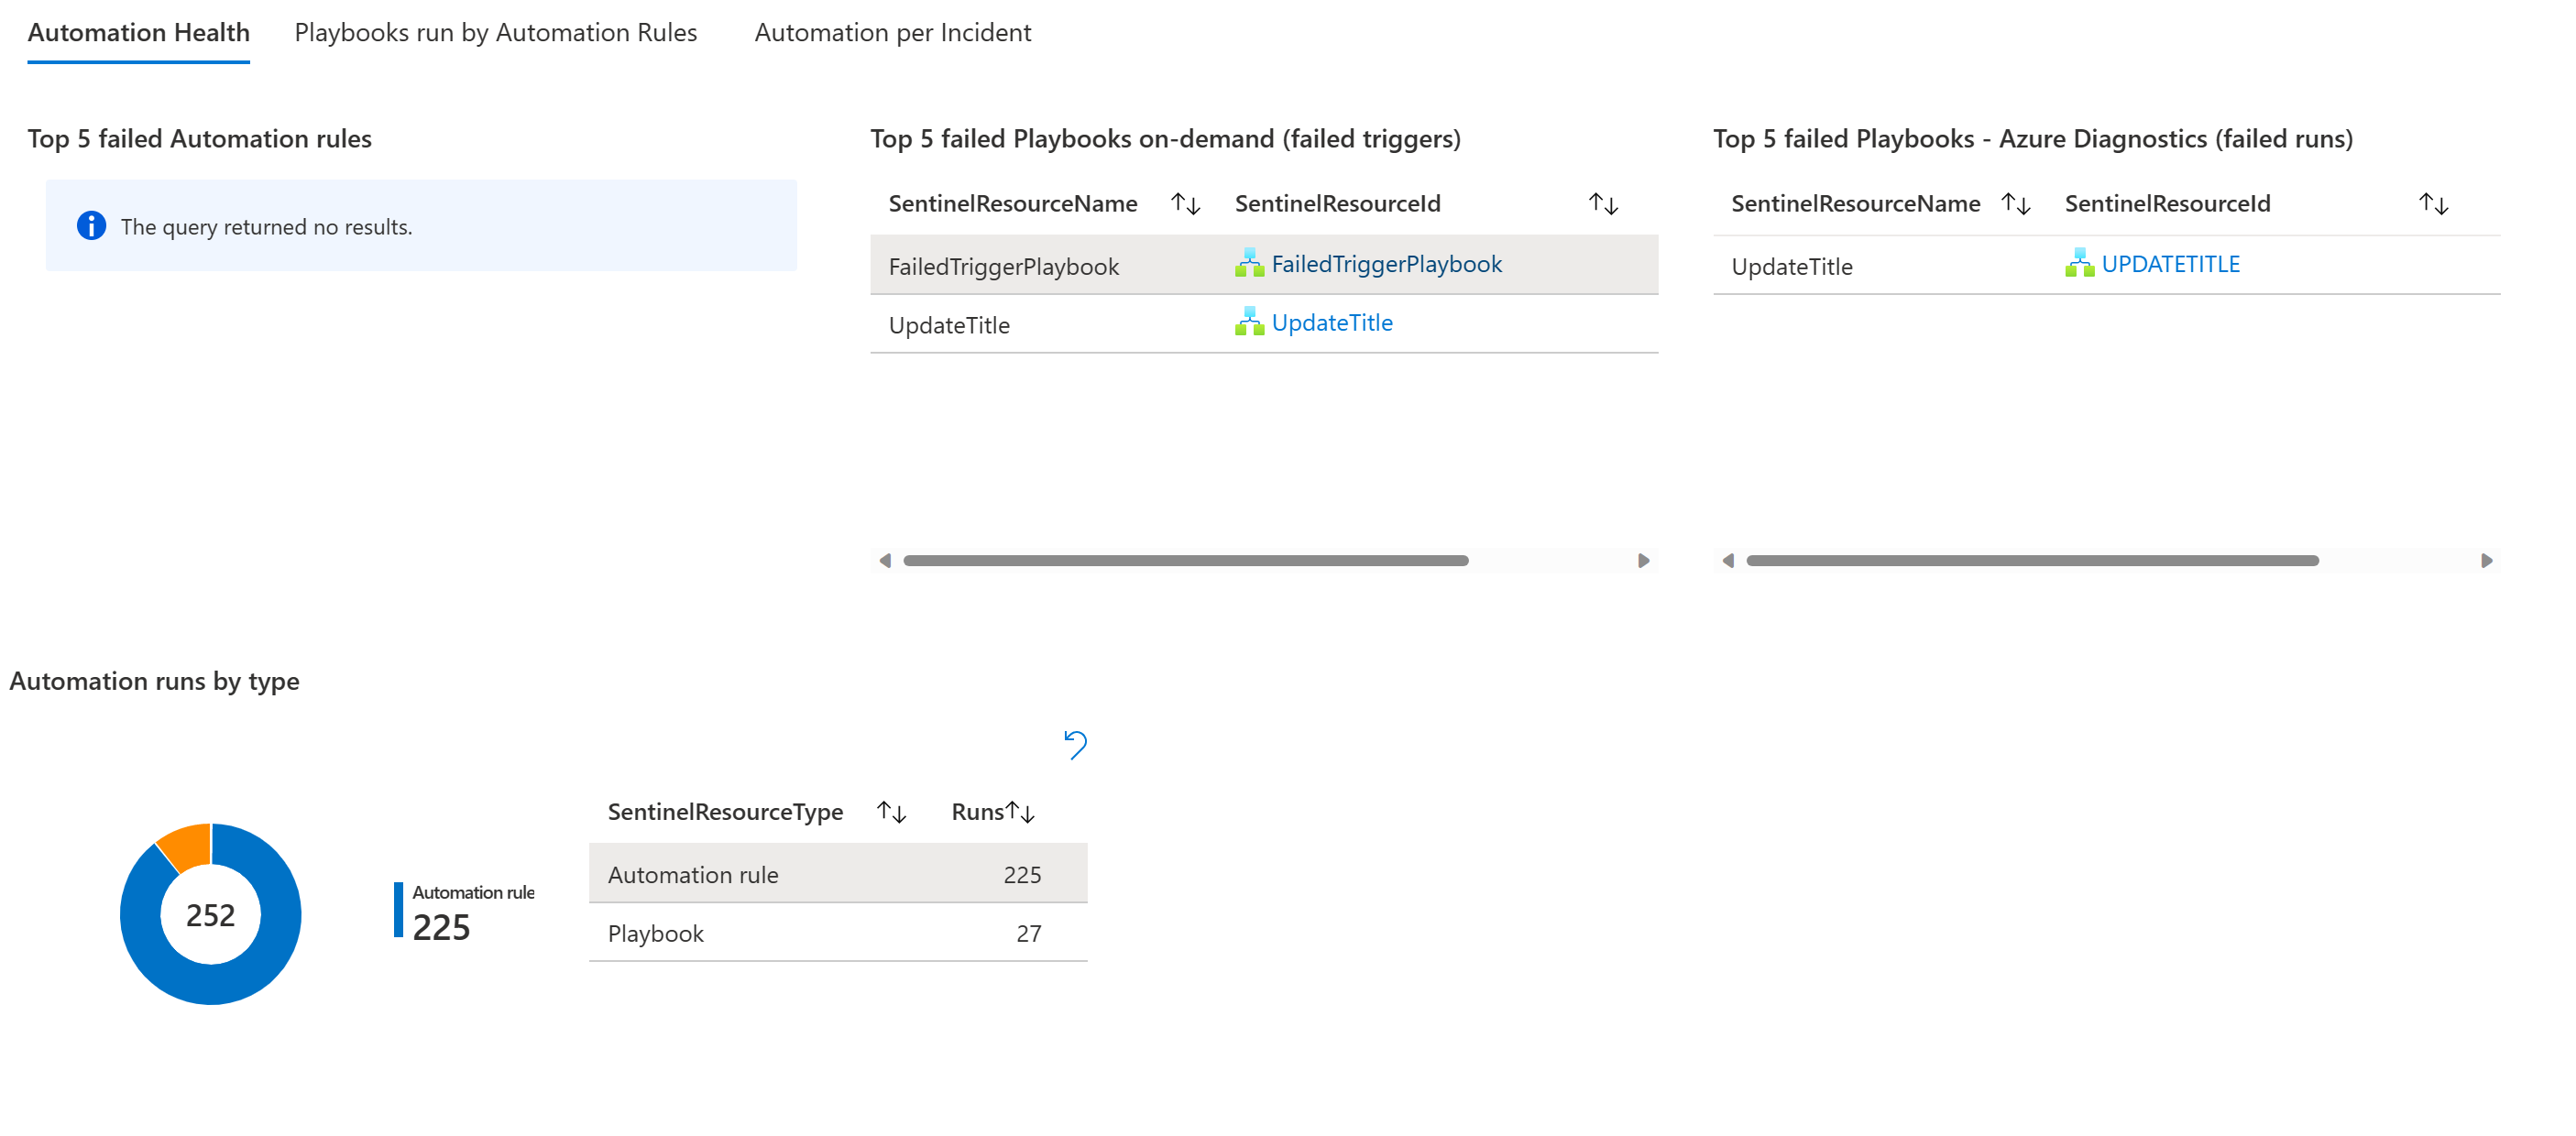 Automation Health
Playbooks run by Automation Rules
Automation per Incident
Top 5 failed Automation rules
The query returned no results.
Top 5 failed Playbooks on-demand (failed triggers)
SentinelResourceName
SentinelResourceId
FailedTriggerPlaybook
FailedTriggerPlaybook
UpdateTitle
UpdateTitle
Top 5 failed Playbooks - Azure Diagnostics (failed runs)
SentinelResourceName
SentinelResourceId
UpdateTitle
UPDATETITLE
Automation runs by type
252
Automation rule
225
SentinelResourceType
Runs
Automation rule
225
Playbook
27